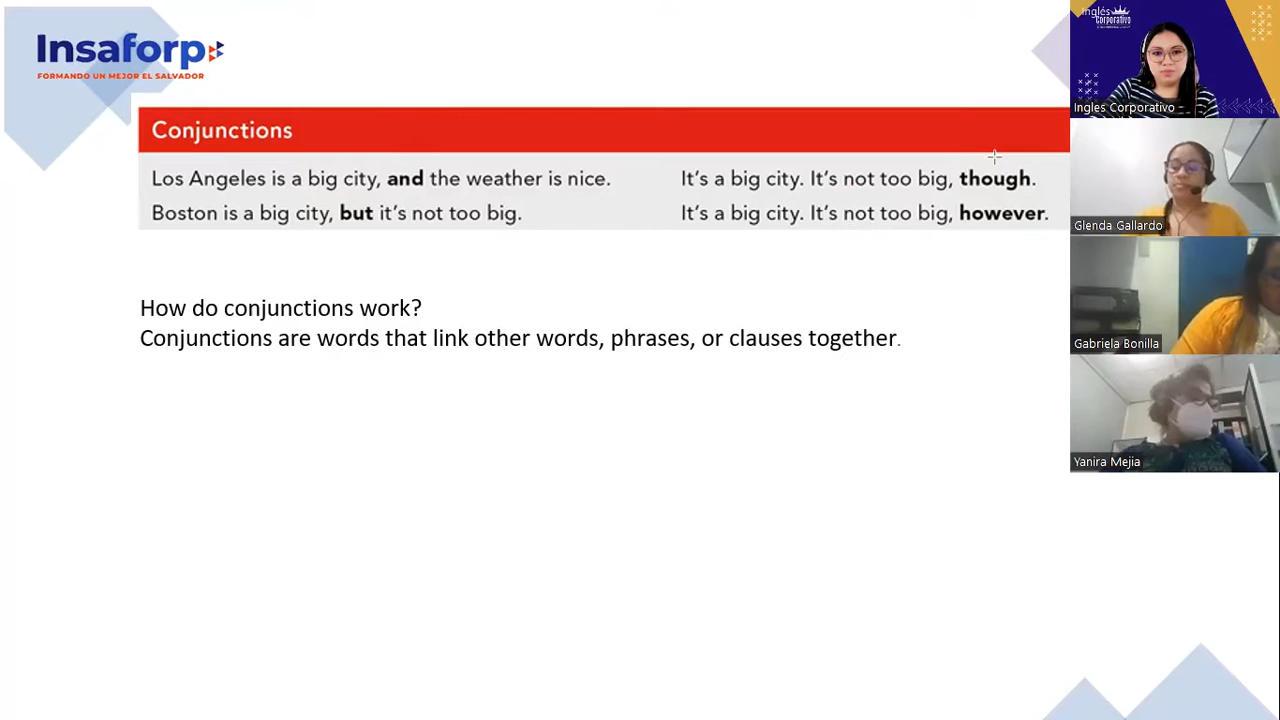 Insaforp
FORMANDO UN MEJOR EL SALVADOR
Conjunctions
Los Angeles is a big city, and the weather is nice.
Boston is a big city, but it's not too big.
It's a big city. It's not too big, though.
It's a big city. It's not too big, however.
How do conjunctions work?
Conjunctions are words that link other words, phrases, or clauses together.
Inglés
Corporativo
Ingles Corporativo
Glenda Gallardo
Gabriela Bonilla
Yanira Mejia